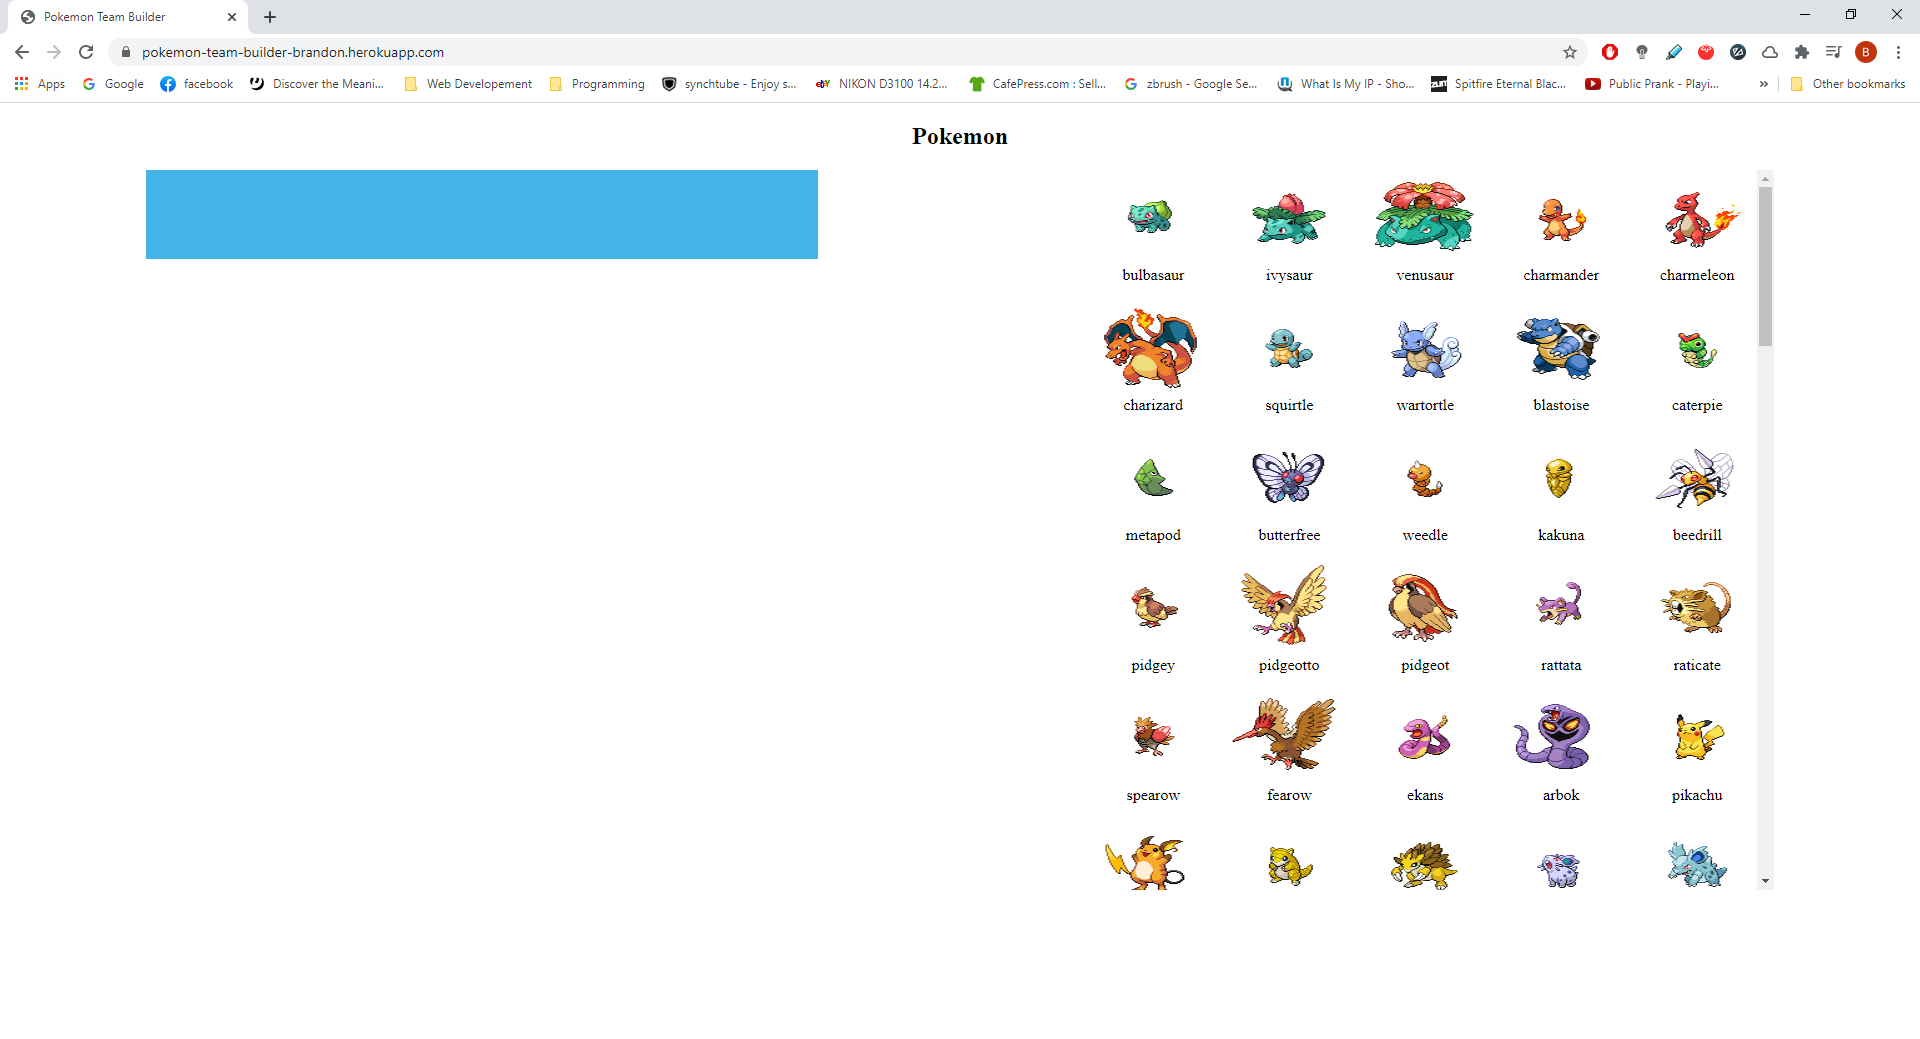 Pokemon Team Builder
pokemon-team-builder-brandon.herokuapp.com
B
Apps Google facebook Discover the Meani... Web Developement Programming synchtube - Enjoy s... ebY NIKON D3100 14.2... CafePress.com : Sell... zbrush - Google Se... What Is My IP - Sho... ZUM Spitfire Eternal Blac... Public Prank - Playi... » Other bookmarks
Pokemon
bulbasaur ivysaur venusaur charmander charmeleon
charizard squirtle wartortle blastoise caterpie
metapod butterfree weedle kakuna beedrill
pidgey pidgeotto pidgeot rattata raticate
spearow fearow ekans arbok pikachu